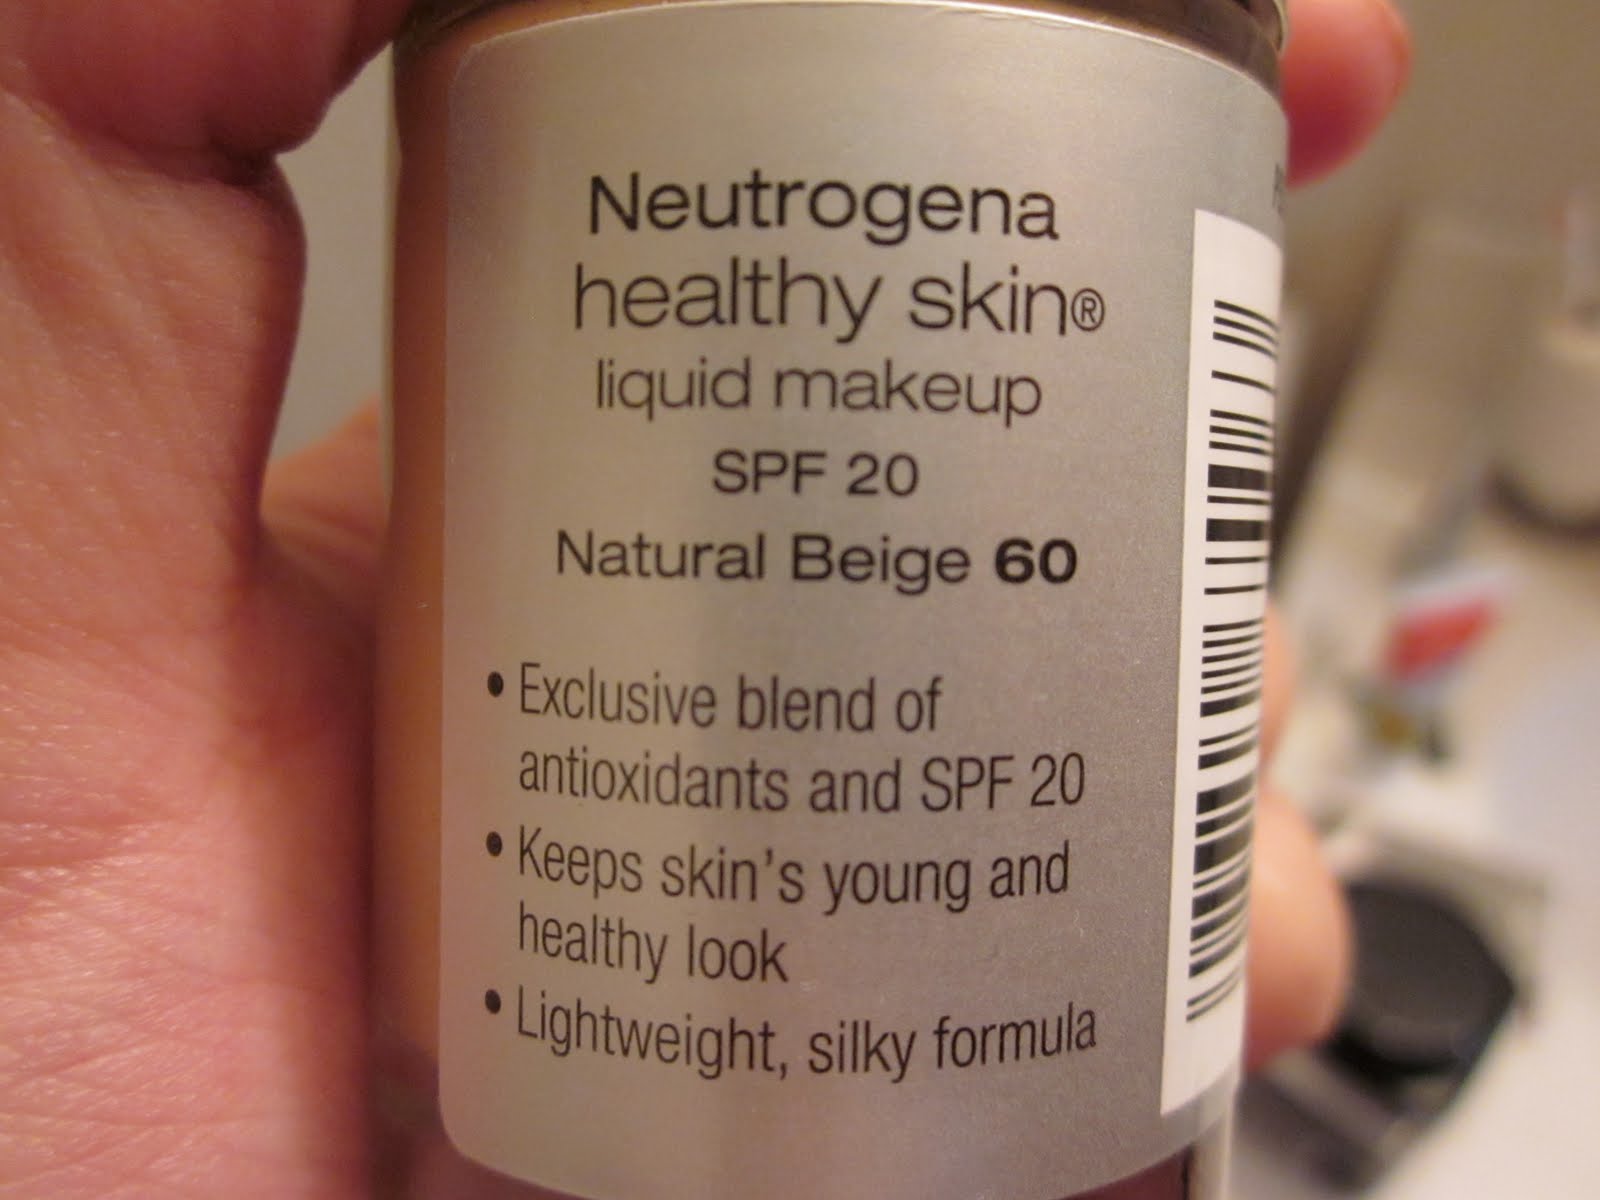 Neutrogena
healthy skin®
liquid makeup
SPF 20
Natural Beige 60
• Exclusive blend of
antioxidants and SPF 20
• Keeps skin's young and
healthy look
• Lightweight, silky formula